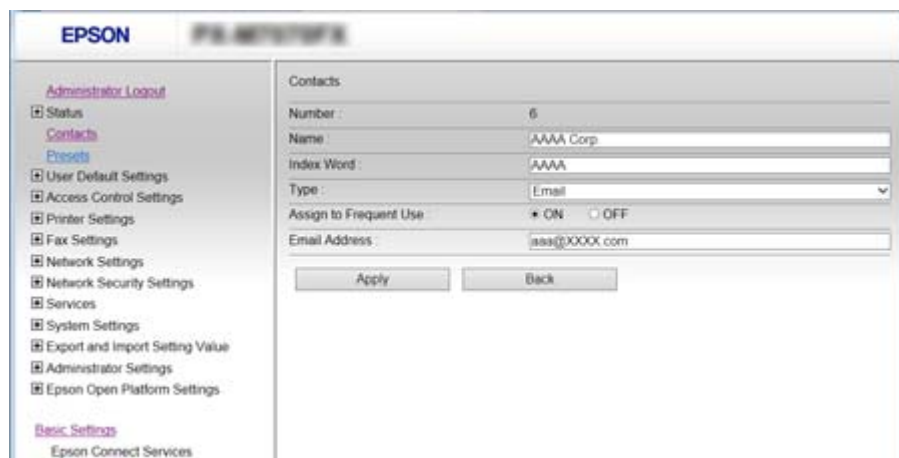 EPSON
Administrator Logout
Status
Contacts
Presets
User Default Settings
Access Control Settings
Printer Settings
Fax Settings
Network Settings
Network Security Settings
Services
System Settings
Export and Import Setting Value
Administrator Settings
Epson Open Platform Settings
Basic Settings
Epson Connect Services
Contacts
Number : 6
Name : AAAA Corp
Index Word : AAAA
Type : Email
Assign to Frequent Use ON OFF
Email Address : aaa@XXXX.com
Apply Back